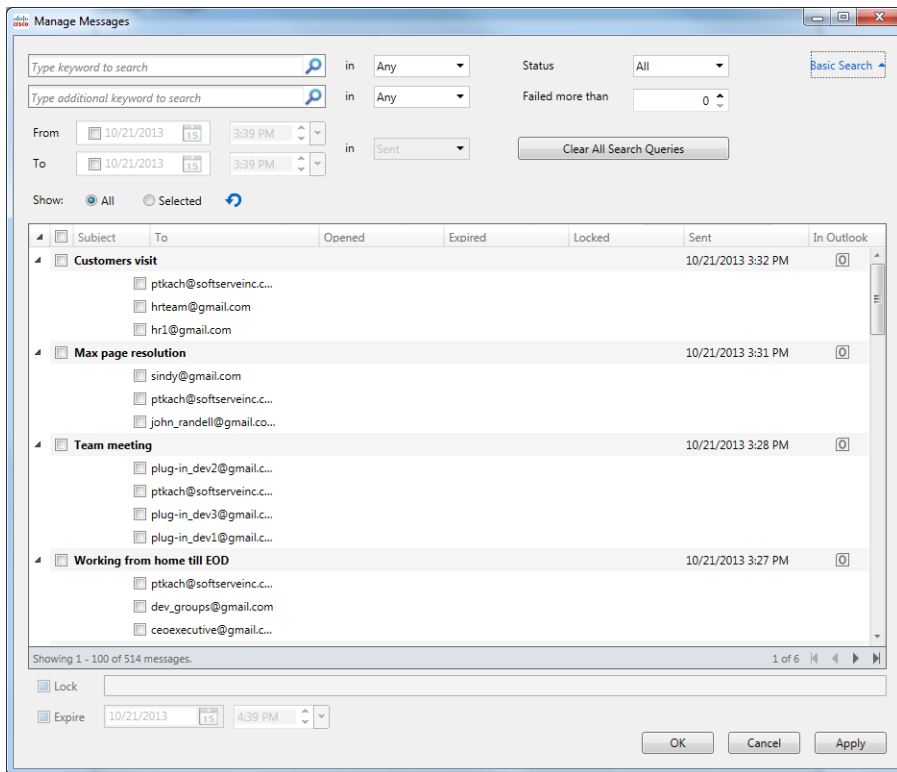 cisco Manage Messages
Type keyword to search in Any Status All Basic Search
Type additional keyword to search in Any Failed more than 0
From 10/21/2013 15 3:39 PM
in Sent Clear All Search Queries
To 10/21/2013 15 3:39 PM
Show: All Selected
Subject To Opened Expired Locked Sent In Outlook
Customers visit 10/21/2013 3:32 PM O
ptkach@softserveinc.c...
hrteam@gmail.com
hr1@gmail.com
Max page resolution 10/21/2013 3:31 PM O
sindy@gmail.com
ptkach@softserveinc.c...
john_randell@gmail.co...
Team meeting 10/21/2013 3:28 PM O
plug-in_dev2@gmail.c...
ptkach@softserveinc.c...
plug-in_dev3@gmail.c...
plug-in_dev1@gmail.c...
Working from home till EOD 10/21/2013 3:27 PM O
ptkach@softserveinc.c...
dev_groups@gmail.com
ceoexecutive@gmail.c...
Showing 1 - 100 of 514 messages. 1 of 6
Lock
Expire 10/21/2013 15 4:39 PM
OK Cancel Apply